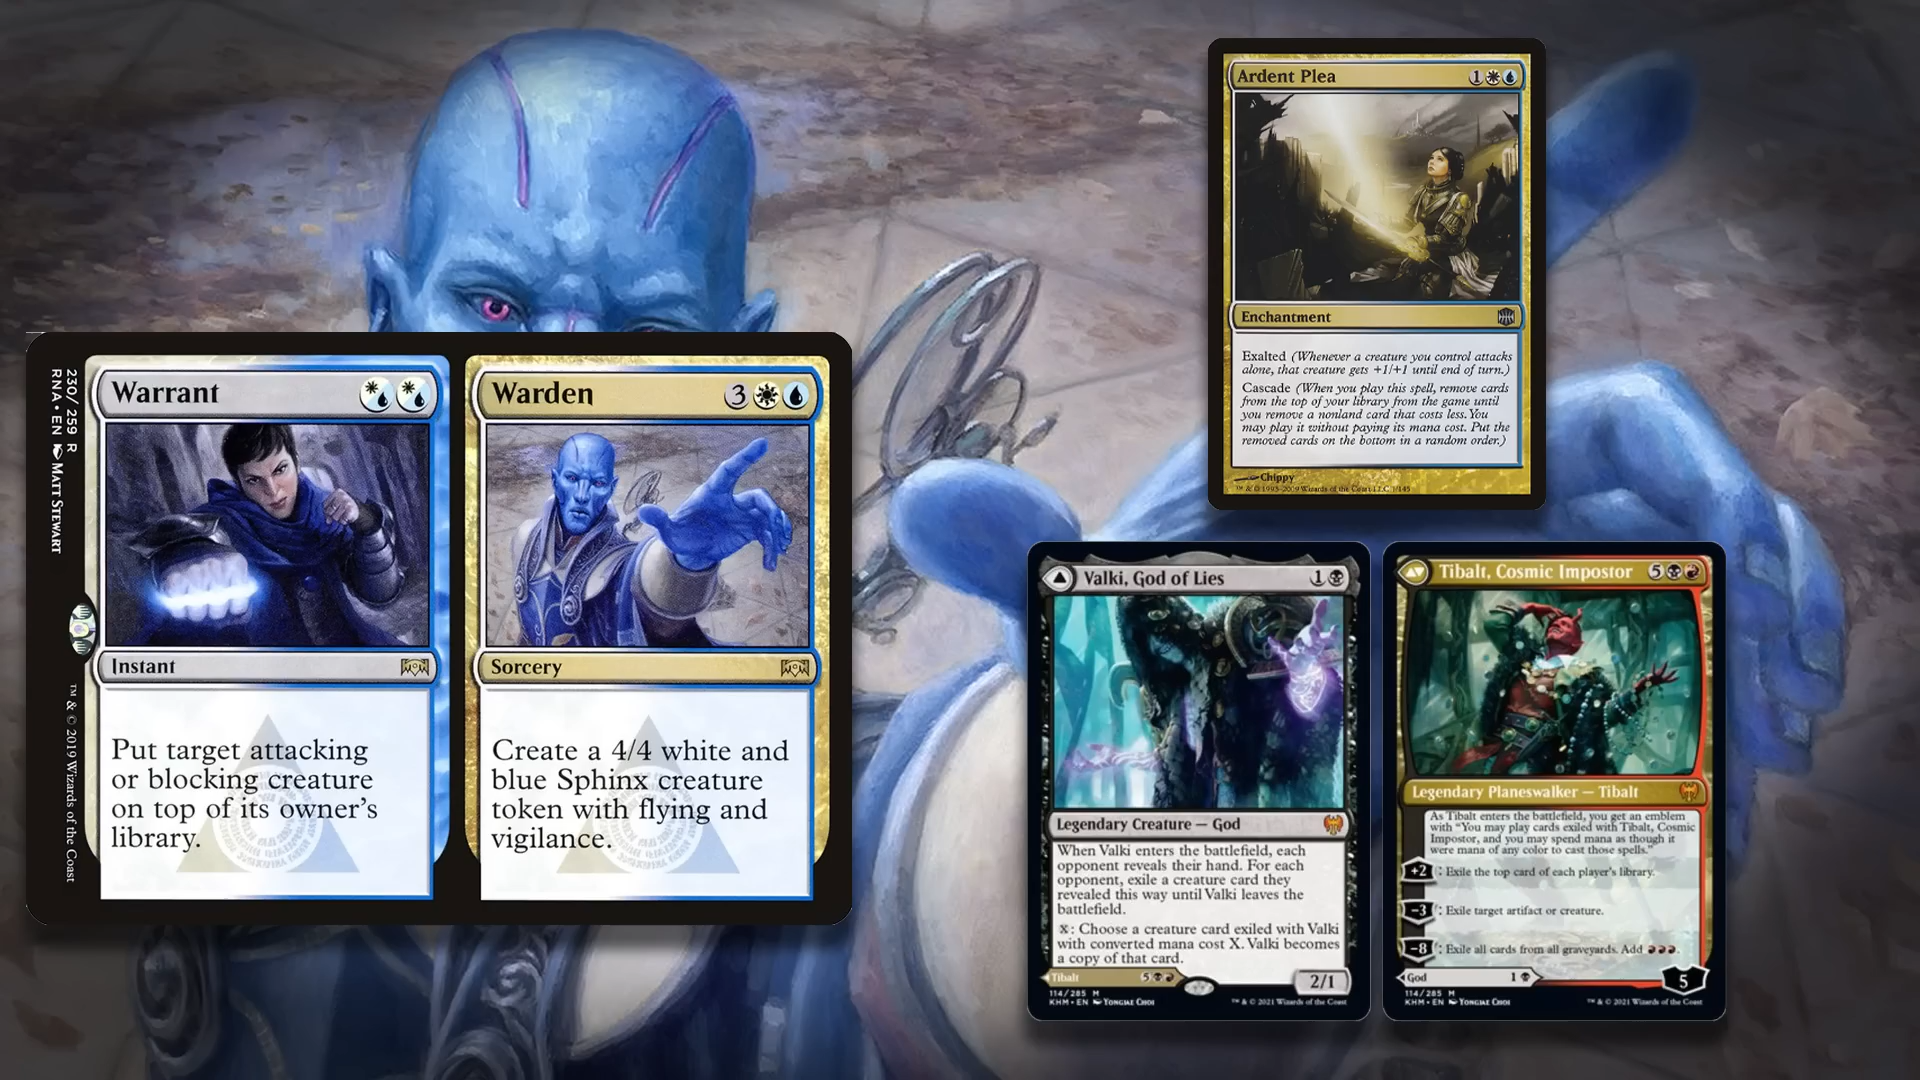 Warrant
Instant
Put target attacking
or blocking creature
on top of its owner's
library.
230/259 R
RNA • EN MATT STEWART
™ & © 2019 Wizards of the Coast
Warden
3
Sorcery
Create a 4/4 white and
blue Sphinx creature
token with flying and
vigilance.
Ardent Plea
1
Enchantment
Exalted (Whenever a creature you control attacks
alone, that creature gets +1/+1 until end of turn.)
Cascade (When you play this spell, remove cards
from the top of your library from the game until
you remove a nonland card that costs less. You
may play it without paying its mana cost. Put the
removed cards on the bottom in a random order.)
Chippy
™ & © 1993-2009 Wizards of the Coast LLC 1/145
Valki, God of Lies
1
Legendary Creature — God
When Valki enters the battlefield, each
opponent reveals their hand. For each
opponent, exile a creature card they
revealed this way until Valki leaves the
battlefield.
X: Choose a creature card exiled with Valki
with converted mana cost X. Valki becomes
a copy of that card.
Tibalt 5
2/1
114/285 M
KHM • EN YONGJAE CHOI
™ & © 2021 Wizards of the Coast
Tibalt, Cosmic Impostor
5
Legendary Planeswalker — Tibalt
As Tibalt enters the battlefield, you get an emblem
with "You may play cards exiled with Tibalt, Cosmic
Impostor, and you may spend mana as though it
were mana of any color to cast those spells."
+2 : Exile the top card of each player's library.
−3 : Exile target artifact or creature.
−8 : Exile all cards from all graveyards. Add
God 1
5
114/285 M
KHM • EN YONGJAE CHOI
™ & © 2021 Wizards of the Coast